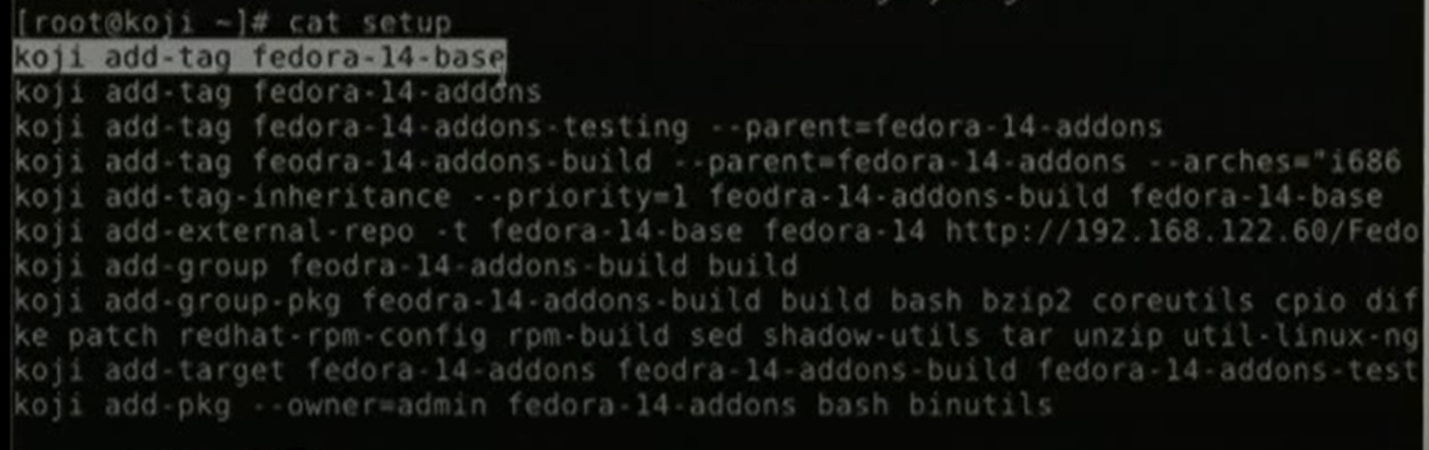 [root@koji ~]# cat setup
koji add-tag fedora-14-base
koji add-tag fedora-14-addons
koji add-tag fedora-14-addons-testing --parent=fedora-14-addons
koji add-tag feodra-14-addons-build --parent=fedora-14-addons --arches="i686
koji add-tag-inheritance --priority=1 feodra-14-addons-build fedora-14-base
koji add-external-repo -t fedora-14-base fedora-14 http://192.168.122.60/Fedo
koji add-group feodra-14-addons-build build
koji add-group-pkg feodra-14-addons-build build bash bzip2 coreutils cpio dif
ke patch redhat-rpm-config rpm-build sed shadow-utils tar unzip util-linux-ng
koji add-target fedora-14-addons feodra-14-addons-build fedora-14-addons-test
koji add-pkg --owner=admin fedora-14-addons bash binutils